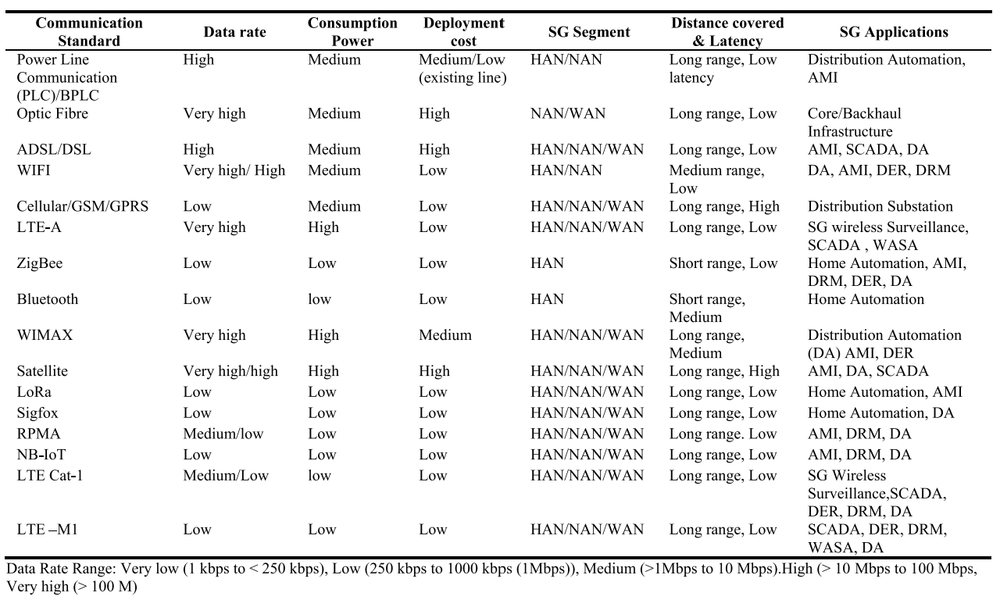 Communication Standard Data rate Consumption Power Deployment cost SG Segment Distance covered & Latency SG Applications
Power Line Communication (PLC)/BPLC High Medium Medium/Low (existing line) HAN/NAN Long range, Low latency Distribution Automation, AMI
Optic Fibre Very high Medium High NAN/WAN Long range, Low Core/Backhaul Infrastructure
ADSL/DSL High Medium High HAN/NAN/WAN Long range, Low AMI, SCADA, DA
WIFI Very high/ High Medium Low HAN/NAN Medium range, Low DA, AMI, DER, DRM
Cellular/GSM/GPRS Low Medium Low HAN/NAN/WAN Long range, High Distribution Substation
LTE-A Very high High Low HAN/NAN/WAN Long range, Low SG wireless Surveillance, SCADA , WASA
ZigBee Low Low Low HAN Short range, Low Home Automation, AMI, DRM, DER, DA
Bluetooth Low low Low HAN Short range, Medium Home Automation
WIMAX Very high High Medium HAN/NAN/WAN Long range, Medium Distribution Automation (DA) AMI, DER
Satellite Very high/high High High HAN/NAN/WAN Long range, High AMI, DA, SCADA
LoRa Low Low Low HAN/NAN/WAN Long range, Low Home Automation, AMI
Sigfox Low Low Low HAN/NAN/WAN Long range, Low Home Automation, DA
RPMA Medium/low Low Low HAN/NAN/WAN Long range. Low AMI, DRM, DA
NB-IoT Low Low Low HAN/NAN/WAN Long range, Low AMI, DRM, DA
LTE Cat-1 Medium/Low low Low HAN/NAN/WAN Long range, Low SG Wireless Surveillance,SCADA, DER, DRM, DA
LTE –M1 Low Low Low HAN/NAN/WAN Long range, Low SCADA, DER, DRM, WASA, DA
Data Rate Range: Very low (1 kbps to < 250 kbps), Low (250 kbps to 1000 kbps (1Mbps)), Medium (>1Mbps to 10 Mbps).High (> 10 Mbps to 100 Mbps,
Very high (> 100 M)